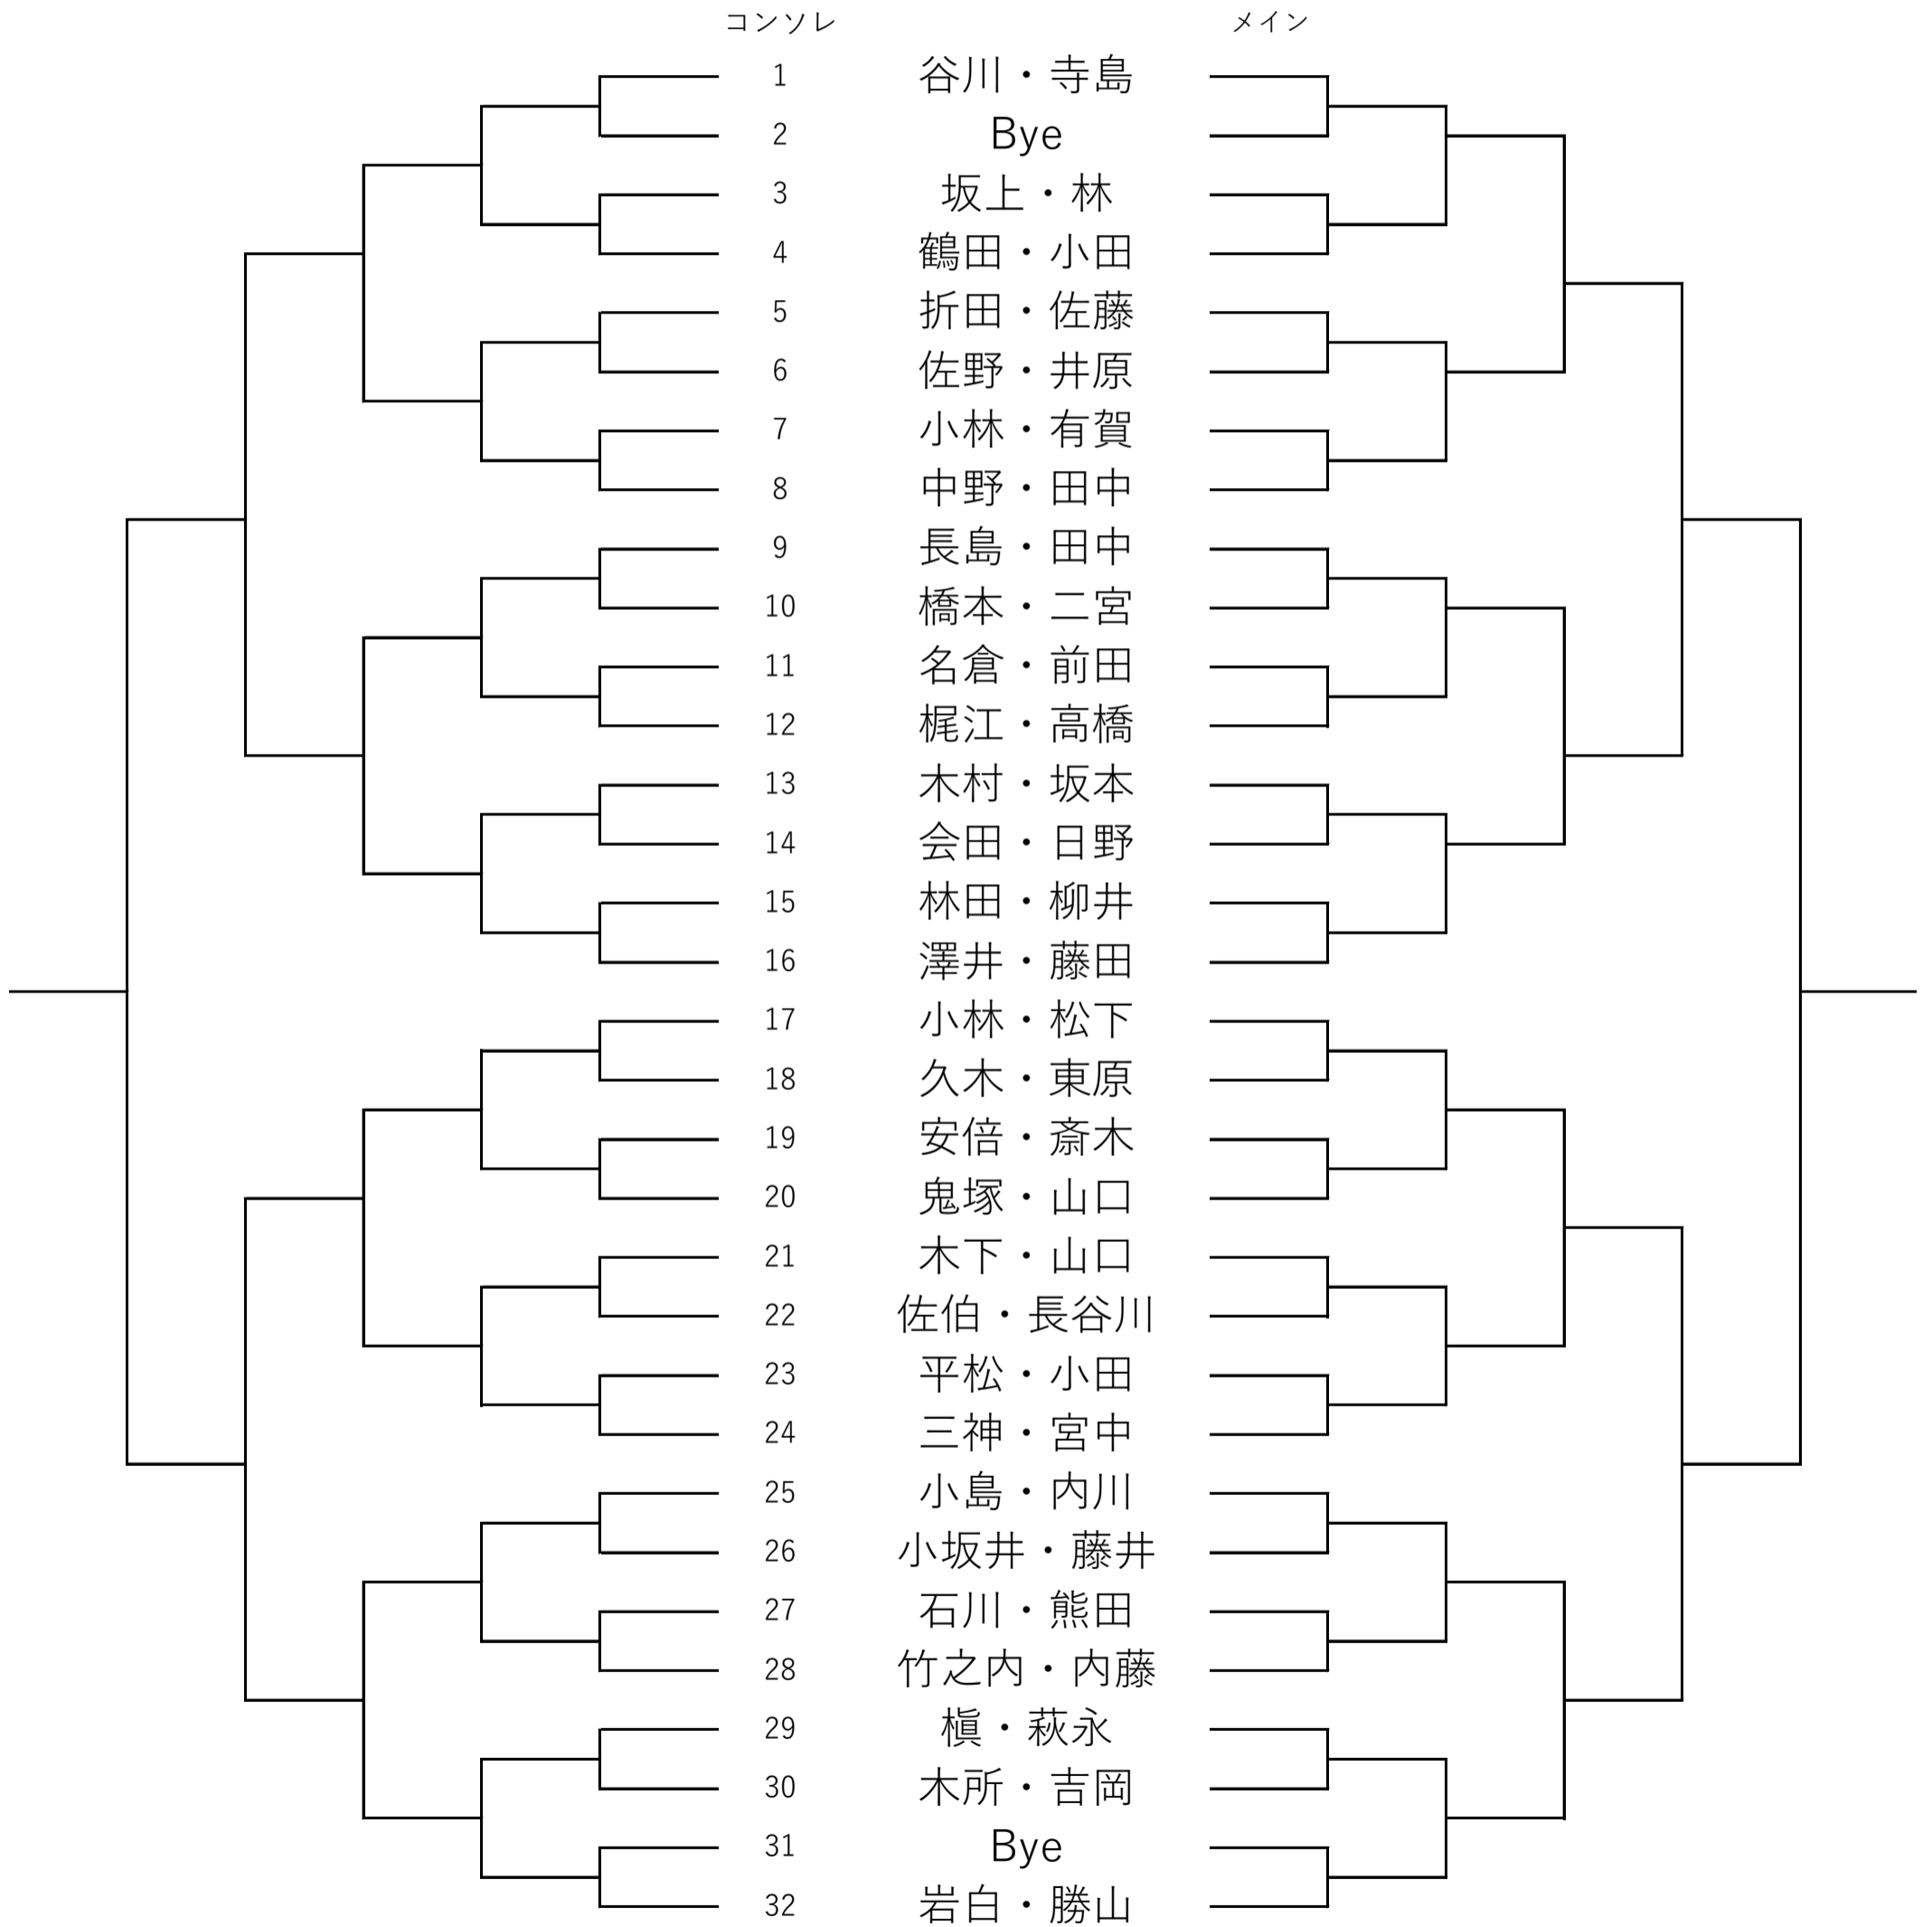 コンソレ メイン
1 谷川・寺島
2 Bye
3 坂上・林
4 鶴田・小田
5 折田・佐藤
6 佐野・井原
7 小林・有賀
8 中野・田中
9 長島・田中
10 橋本・二宮
11 名倉・前田
12 梶江・高橋
13 木村・坂本
14 会田・日野
15 林田・柳井
16 澤井・藤田
17 小林・松下
18 久木・東原
19 安倍・斎木
20 鬼塚・山口
21 木下・山口
22 佐伯・長谷川
23 平松・小田
24 三神・宮中
25 小島・内川
26 小坂井・藤井
27 石川・熊田
28 竹之内・内藤
29 槇・萩永
30 木所・吉岡
31 Bye
32 岩白・勝山